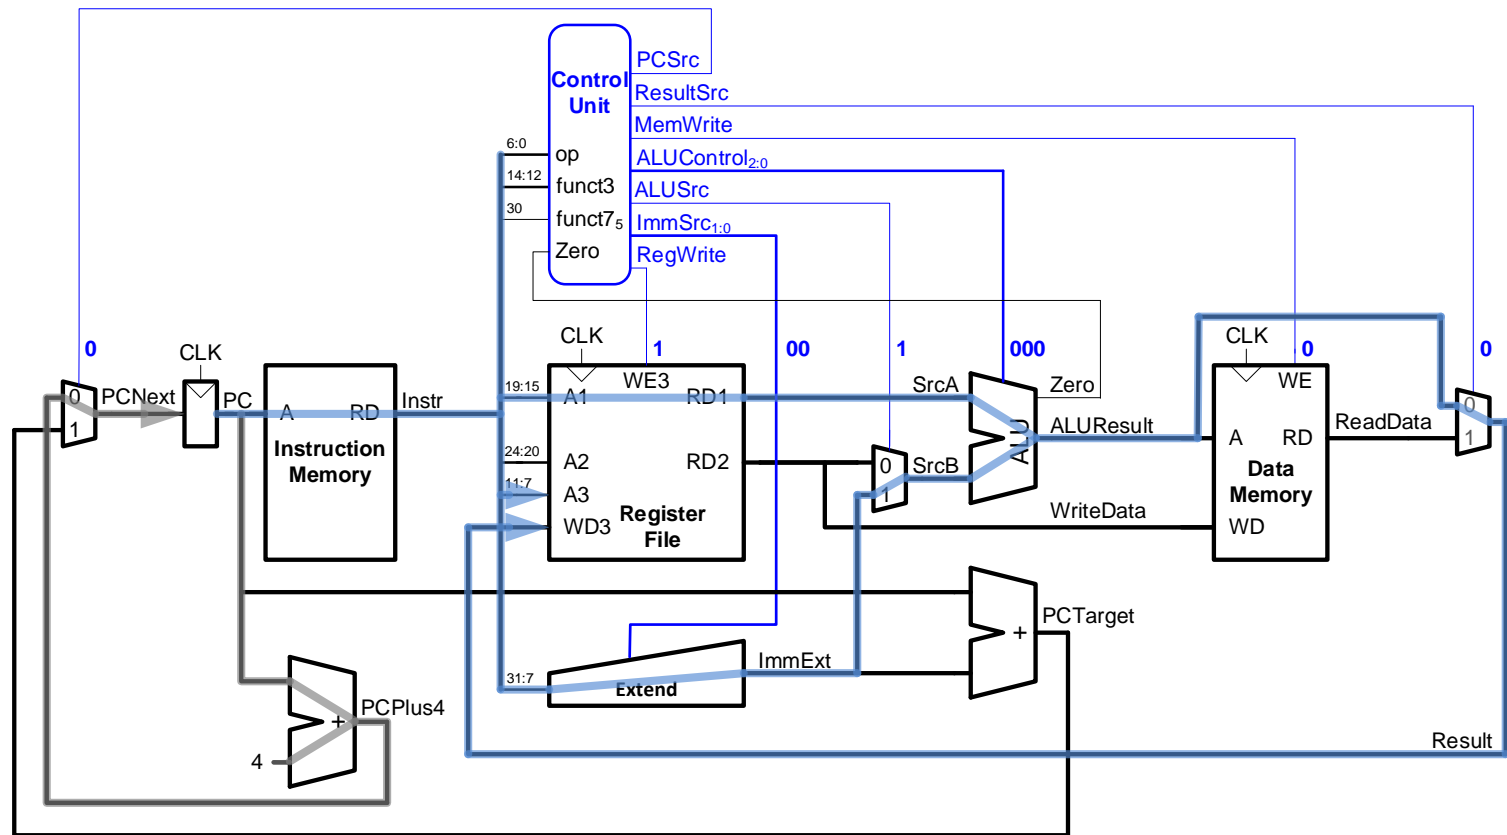 PCSrc
Control
Unit
ResultSrc
MemWrite
6:0
op
ALUControl2:0
14:12
funct3
ALUSrc
30
funct75
ImmSrc1:0
Zero
RegWrite
0
CLK
CLK
1
00
1
000
CLK
0
0
WE3
WE
0
PCNext
PC
A
RD
Instr
19:15
A1
RD1
SrcA
Zero
0
1
Instruction
Memory
ALU
ALUResult
A
RD
ReadData
1
24:20
A2
RD2
0
SrcB
Data
Memory
11:7
A3
1
WD3
Register
File
WriteData
WD
PCTarget
+
ImmExt
31:7
Extend
PCPlus4
+
4
Result